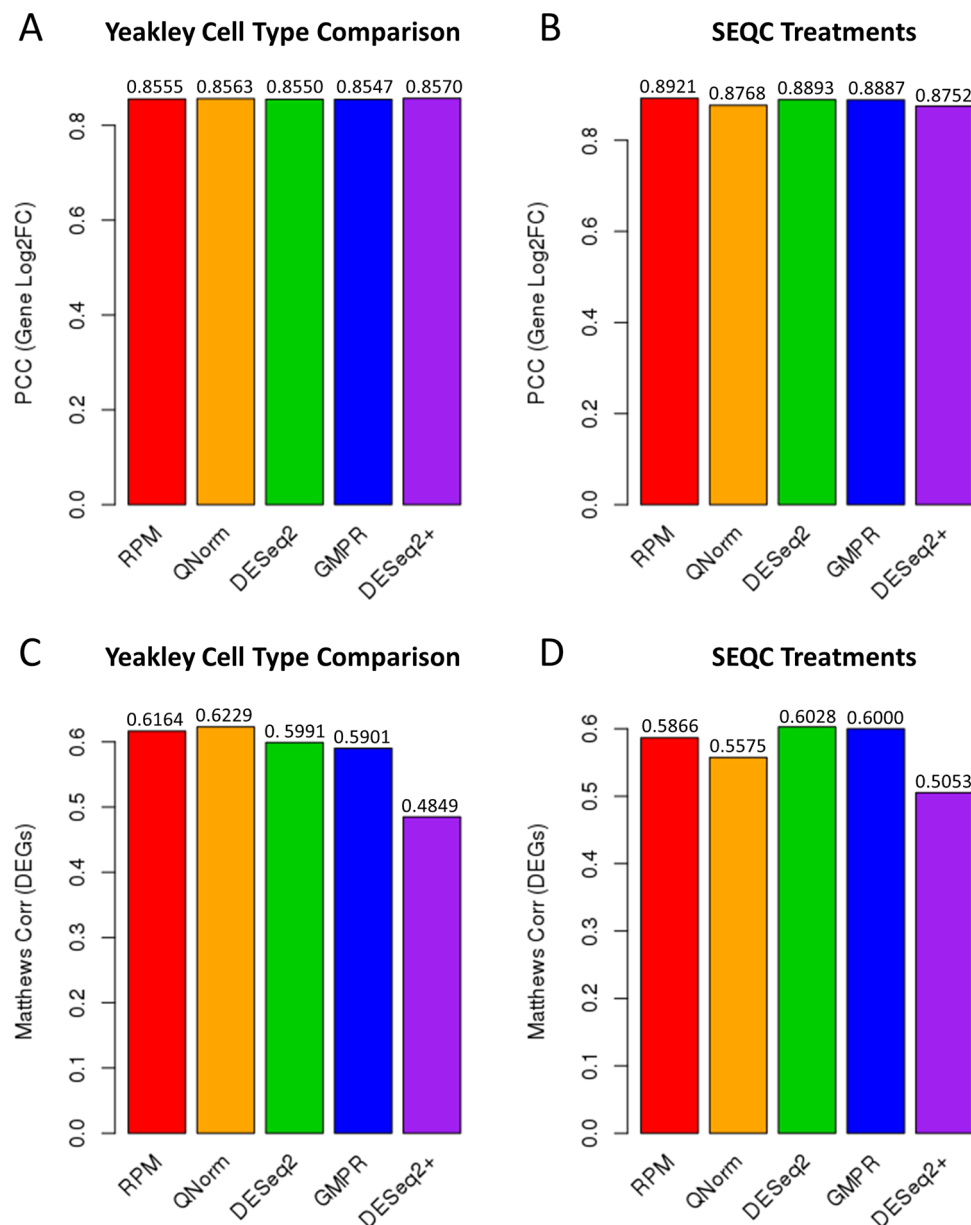 A Yeakley Cell Type Comparison
0.8555 0.8563 0.8550 0.8547 0.8570
PCC (Gene Log2FC)
0.8
0.6
0.4
0.2
0.0
RPM QNorm DESeq2 GMPR DESeq2+
B SEQC Treatments
0.8921 0.8768 0.8893 0.8887 0.8752
PCC (Gene Log2FC)
0.8
0.6
0.4
0.2
0.0
RPM QNorm DESeq2 GMPR DESeq2+
C Yeakley Cell Type Comparison
0.6164 0.6229 0. 5991 0.5901 0.4849
Matthews Corr (DEGs)
0.6
0.5
0.4
0.3
0.2
0.1
0.0
RPM QNorm DESeq2 GMPR DESeq2+
D SEQC Treatments
0.5866 0.5575 0.6028 0.6000 0.5053
Matthews Corr (DEGs)
0.6
0.5
0.4
0.3
0.2
0.1
0.0
RPM QNorm DESeq2 GMPR DESeq2+